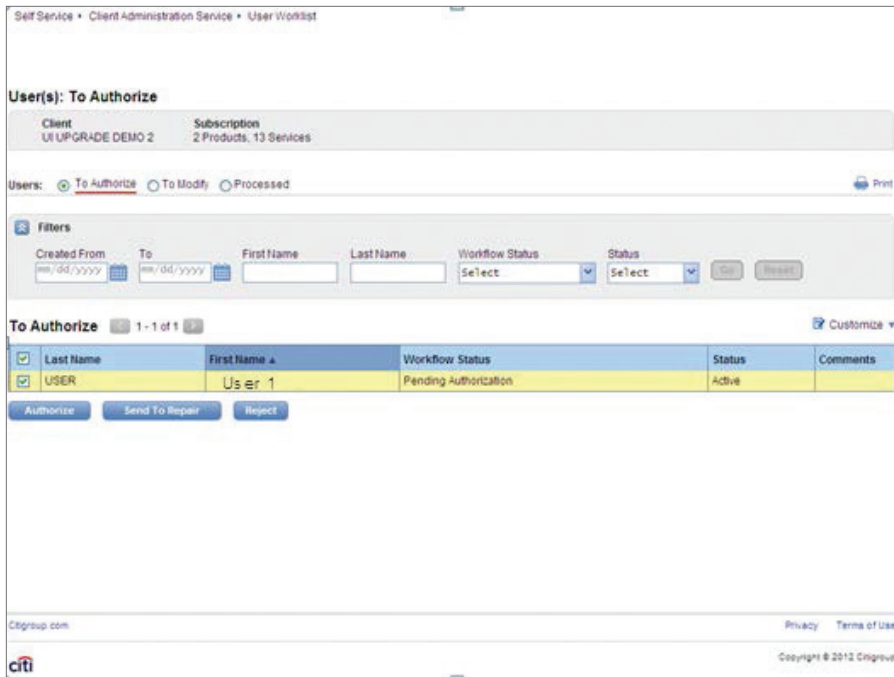 Self Service • Client Administration Service • User Worklist
User(s): To Authorize
Client Subscription
UI UPGRADE DEMO 2 2 Products, 13 Services
Users: To Authorize To Modify Processed Print
Filters
Created From To First Name Last Name Workflow Status Status
mm/dd/yyyy mm/dd/yyyy Select Select Go Reset
To Authorize 1 - 1 of 1 Customize
Last Name First Name Workflow Status Status Comments
USER User 1 Pending Authorization Active
Authorize Send To Repair Reject
Citigroup.com Privacy Terms of Use
Copyright © 2012 Citigroup
citi